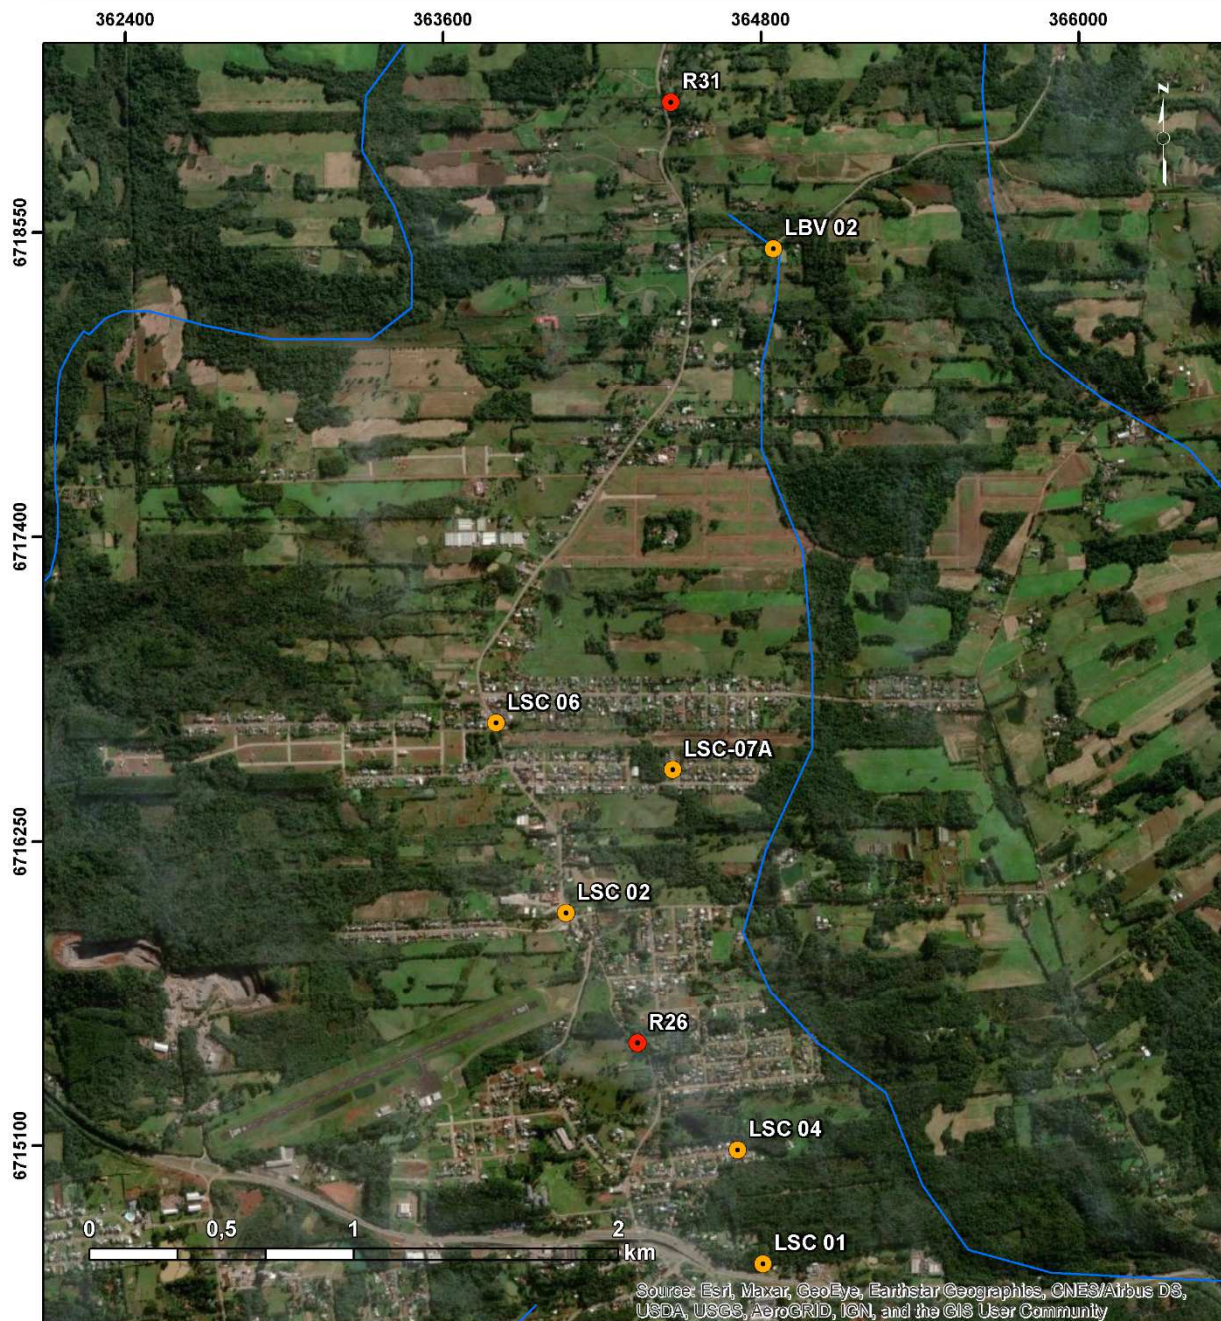 362400 363600 364800 366000
R31
N
6718550
LBV 02
6717400
LSC 06
LSC-07A
6716250
LSC 02
R26
6715100
LSC 04
0 0,5 1 2
km
LSC 01
Source: Esri, Maxar, GeoEye, Earthstar Geographics, CNES/Airbus DS,
USDA, USGS, AeroGRID, IGN, and the GIS User Community